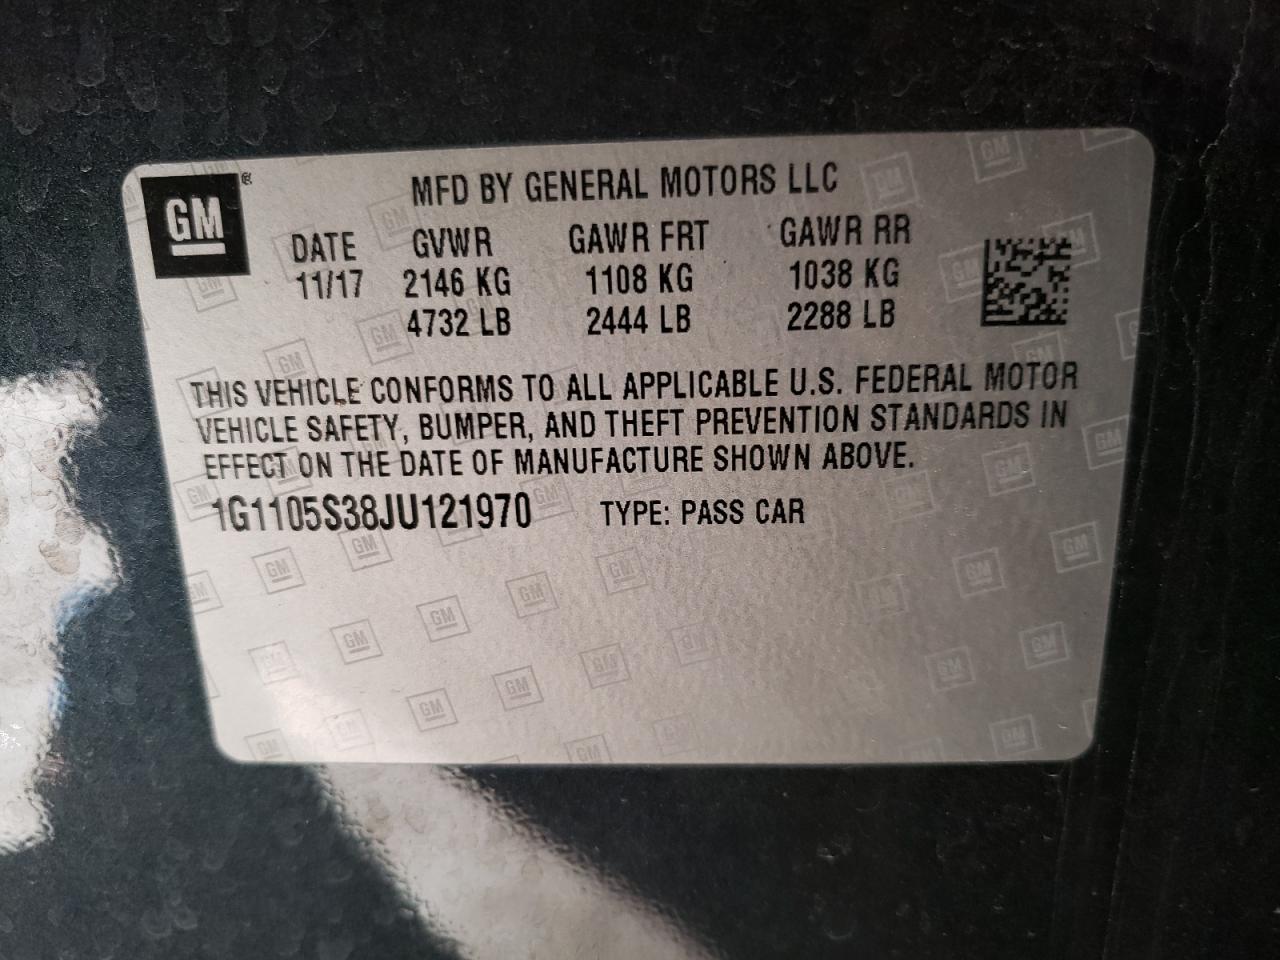 GM ®
MFD BY GENERAL MOTORS LLC
DATE GVWR GAWR FRT GAWR RR
11/17 2146 KG 1108 KG 1038 KG
4732 LB 2444 LB 2288 LB
THIS VEHICLE CONFORMS TO ALL APPLICABLE U.S. FEDERAL MOTOR
VEHICLE SAFETY, BUMPER, AND THEFT PREVENTION STANDARDS IN
EFFECT ON THE DATE OF MANUFACTURE SHOWN ABOVE.
1G1105S38JU121970 TYPE: PASS CAR